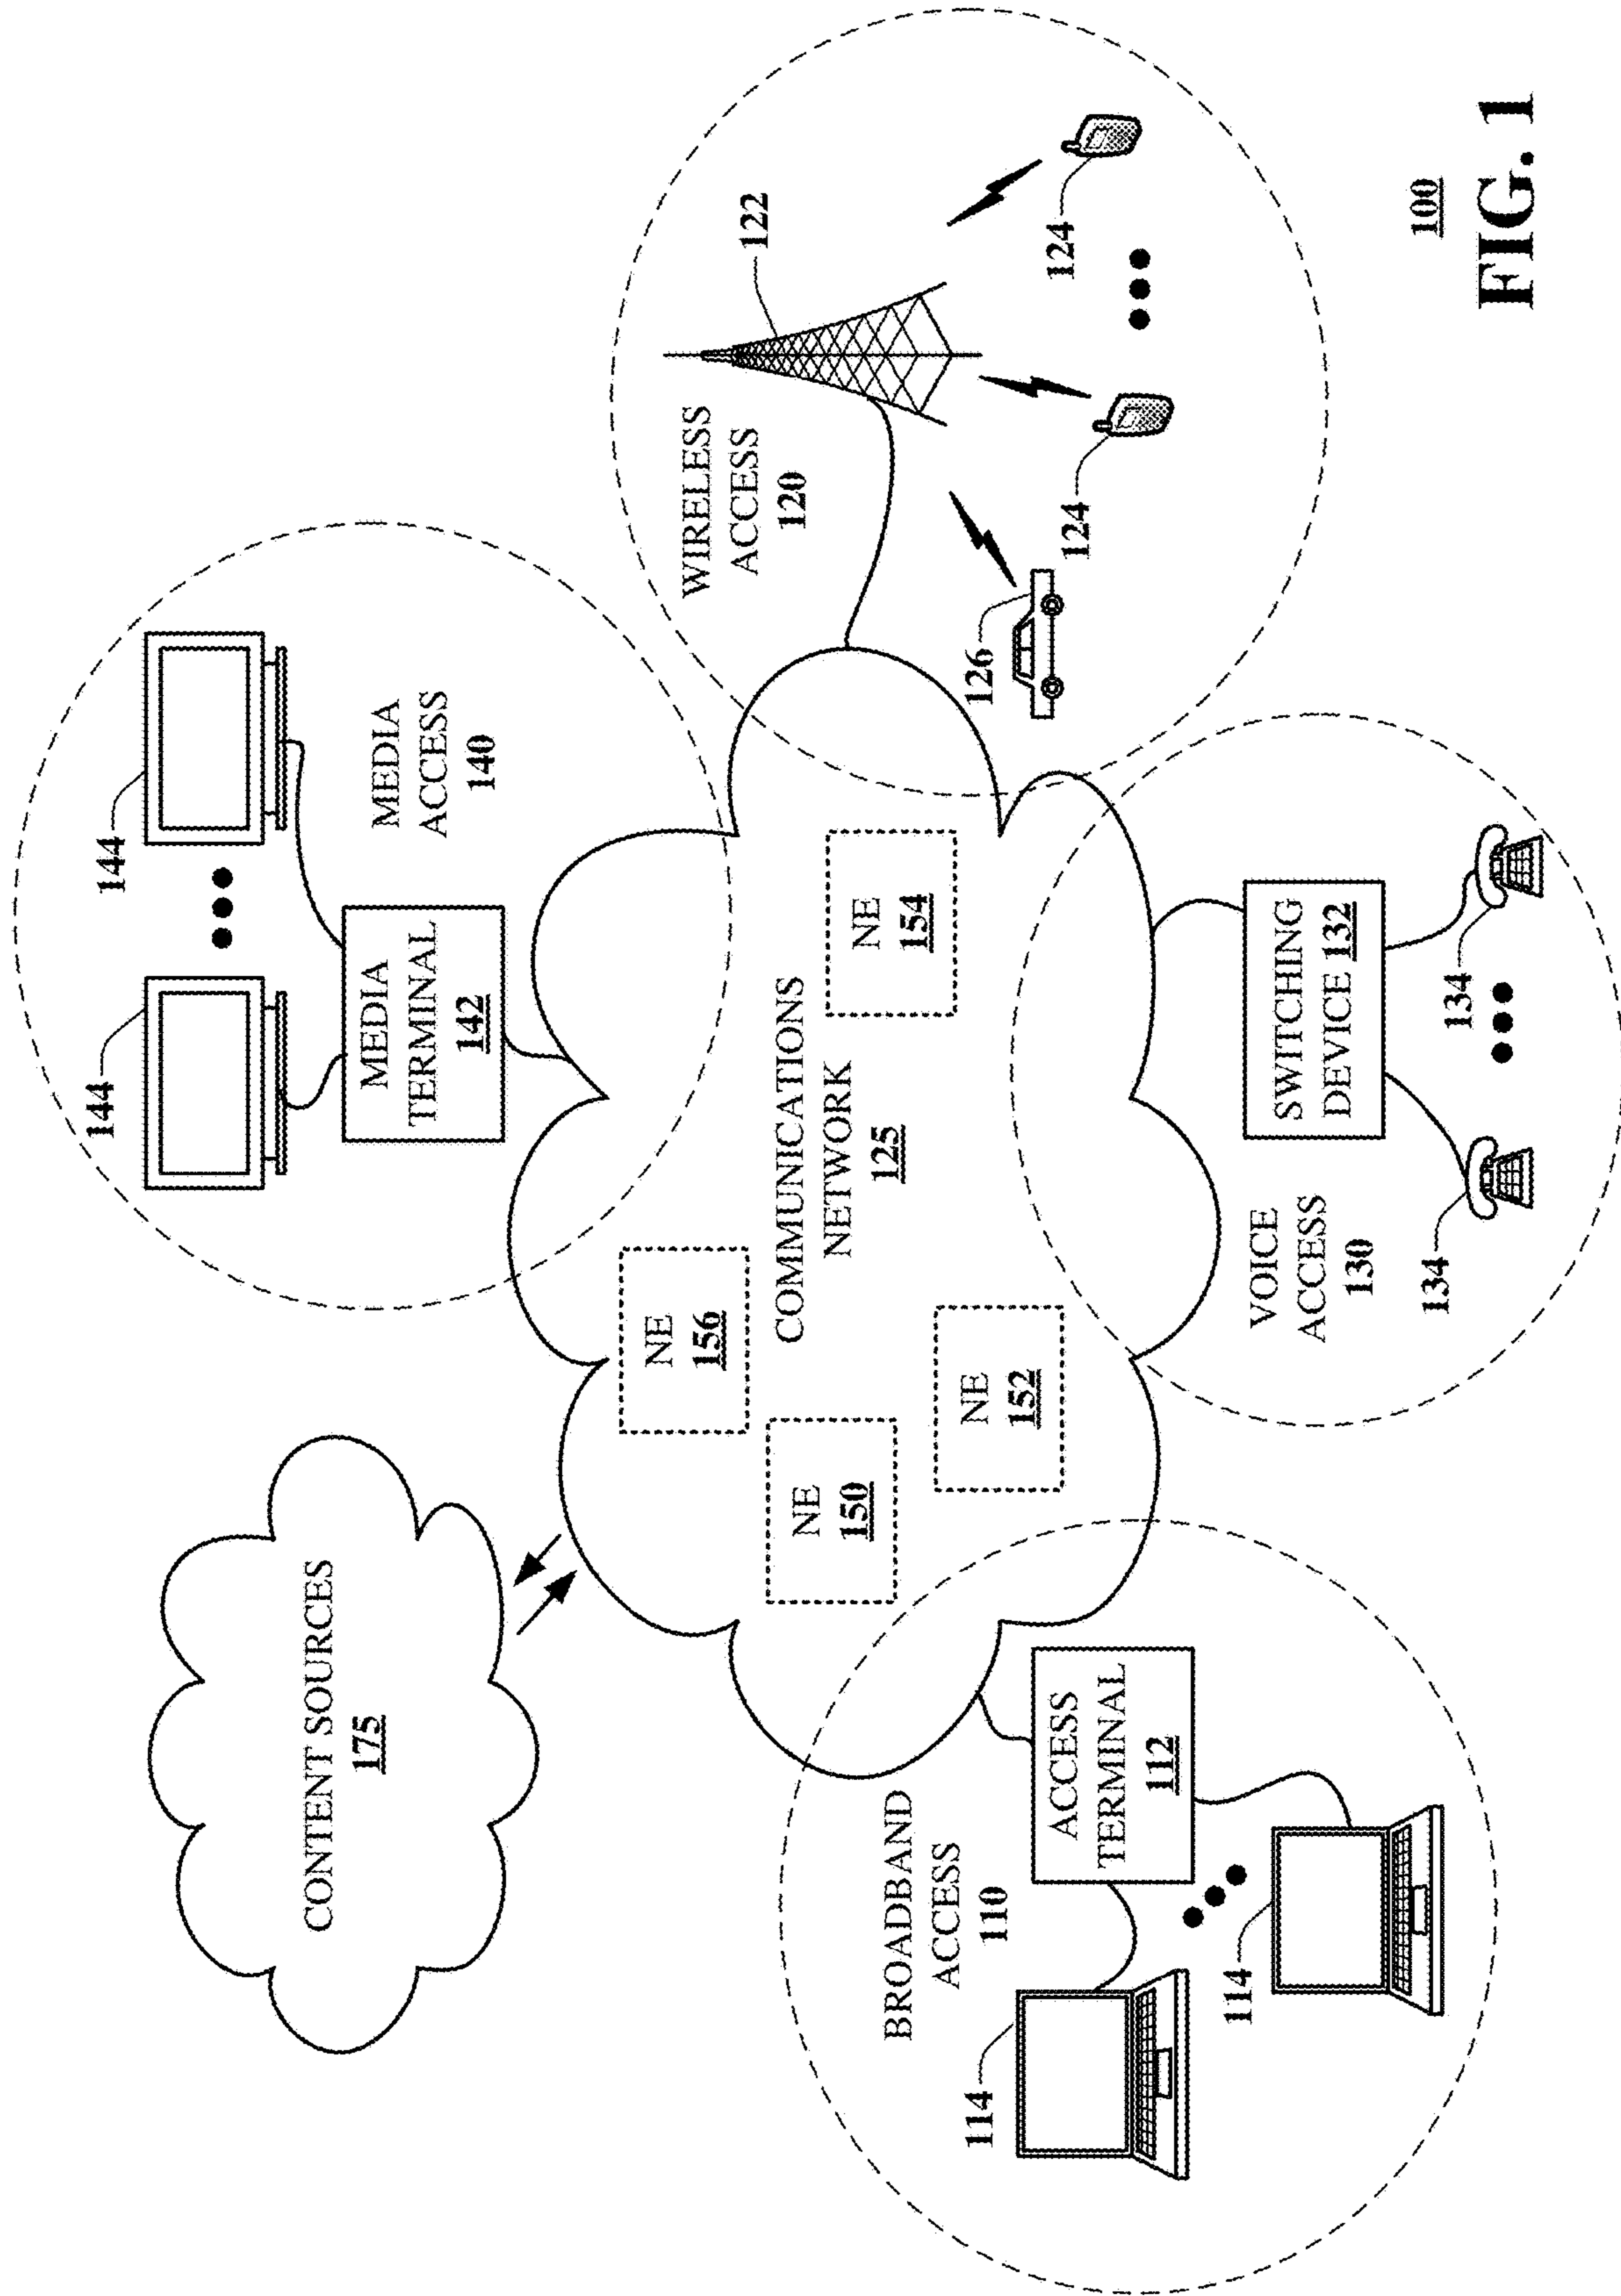 CONTENT SOURCES
175
144
144
MEDIA
TERMINAL
142
MEDIA
ACCESS
140
WIRELESS
ACCESS
120
122
124
124
126
NE
156
NE
150
NE
152
NE
154
COMMUNICATIONS
NETWORK
125
BROADBAND
ACCESS
110
ACCESS
TERMINAL
112
114
114
VOICE
ACCESS
130
SWITCHING
DEVICE 132
134
134
100
FIG. 1